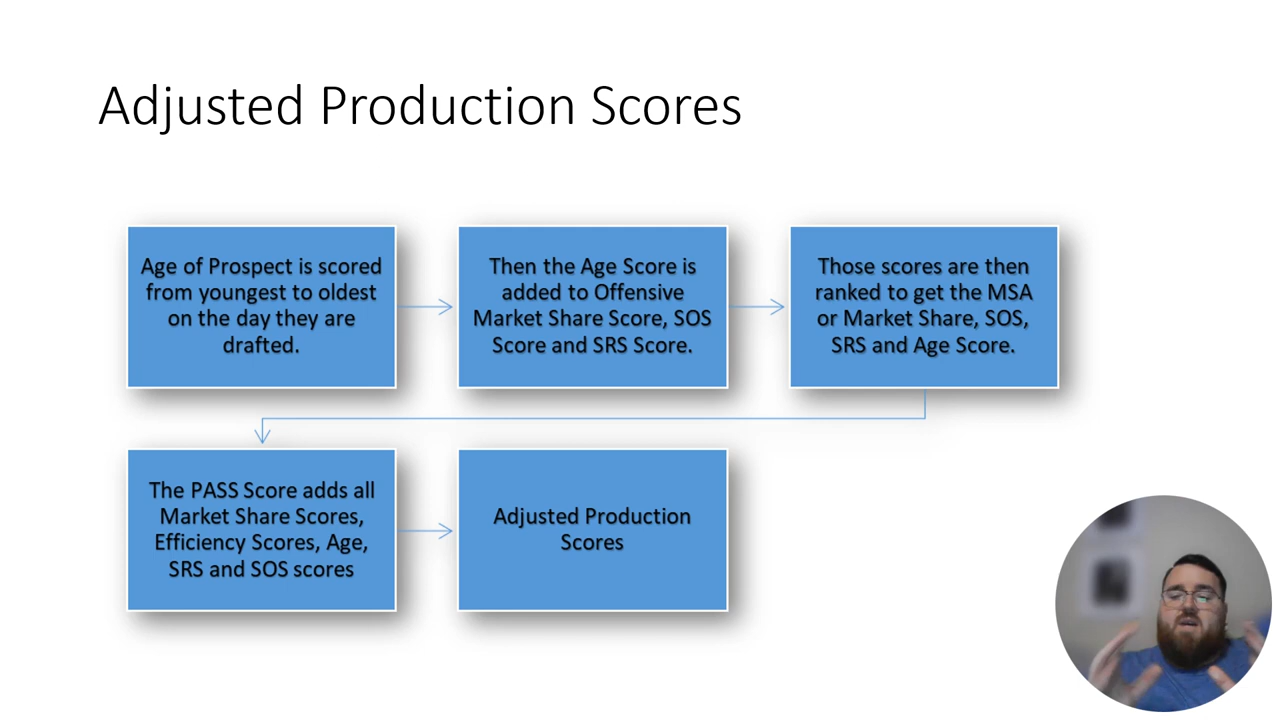 Adjusted Production Scores
Age of Prospect is scored
from youngest to oldest
on the day they are
drafted.
Then the Age Score is
added to Offensive
Market Share Score, SOS
Score and SRS Score.
Those scores are then
ranked to get the MSA
or Market Share, SOS,
SRS and Age Score.
The PASS Score adds all
Market Share Scores,
Efficiency Scores, Age,
SRS and SOS scores
Adjusted Production
Scores